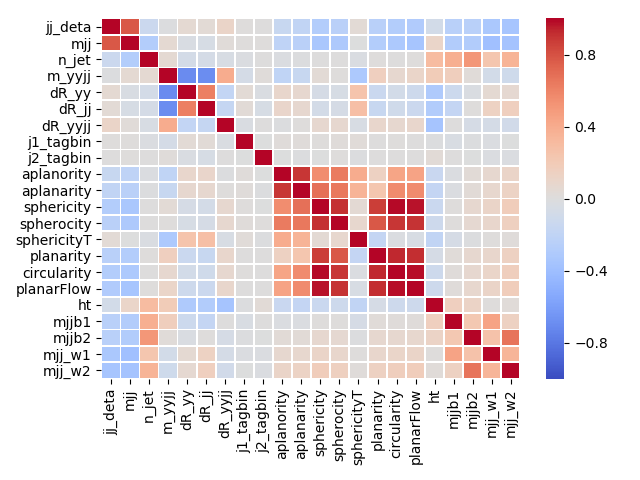 jj_deta
mjj
n_jet
m_yyjj
dR_yy
dR_jj
dR_yyjj
j1_tagbin
j2_tagbin
aplanority
aplanarity
sphericity
spherocity
sphericityT
planarity
circularity
planarFlow
ht
mjjb1
mjjb2
mjj_w1
mjj_w2
jj_deta
mjj
n_jet
m_yyjj
dR_yy
dR_jj
dR_yyjj
j1_tagbin
j2_tagbin
aplanority
aplanarity
sphericity
spherocity
sphericityT
planarity
circularity
planarFlow
ht
mjjb1
mjjb2
mjj_w1
mjj_w2
0.8
0.4
0.0
−0.4
−0.8